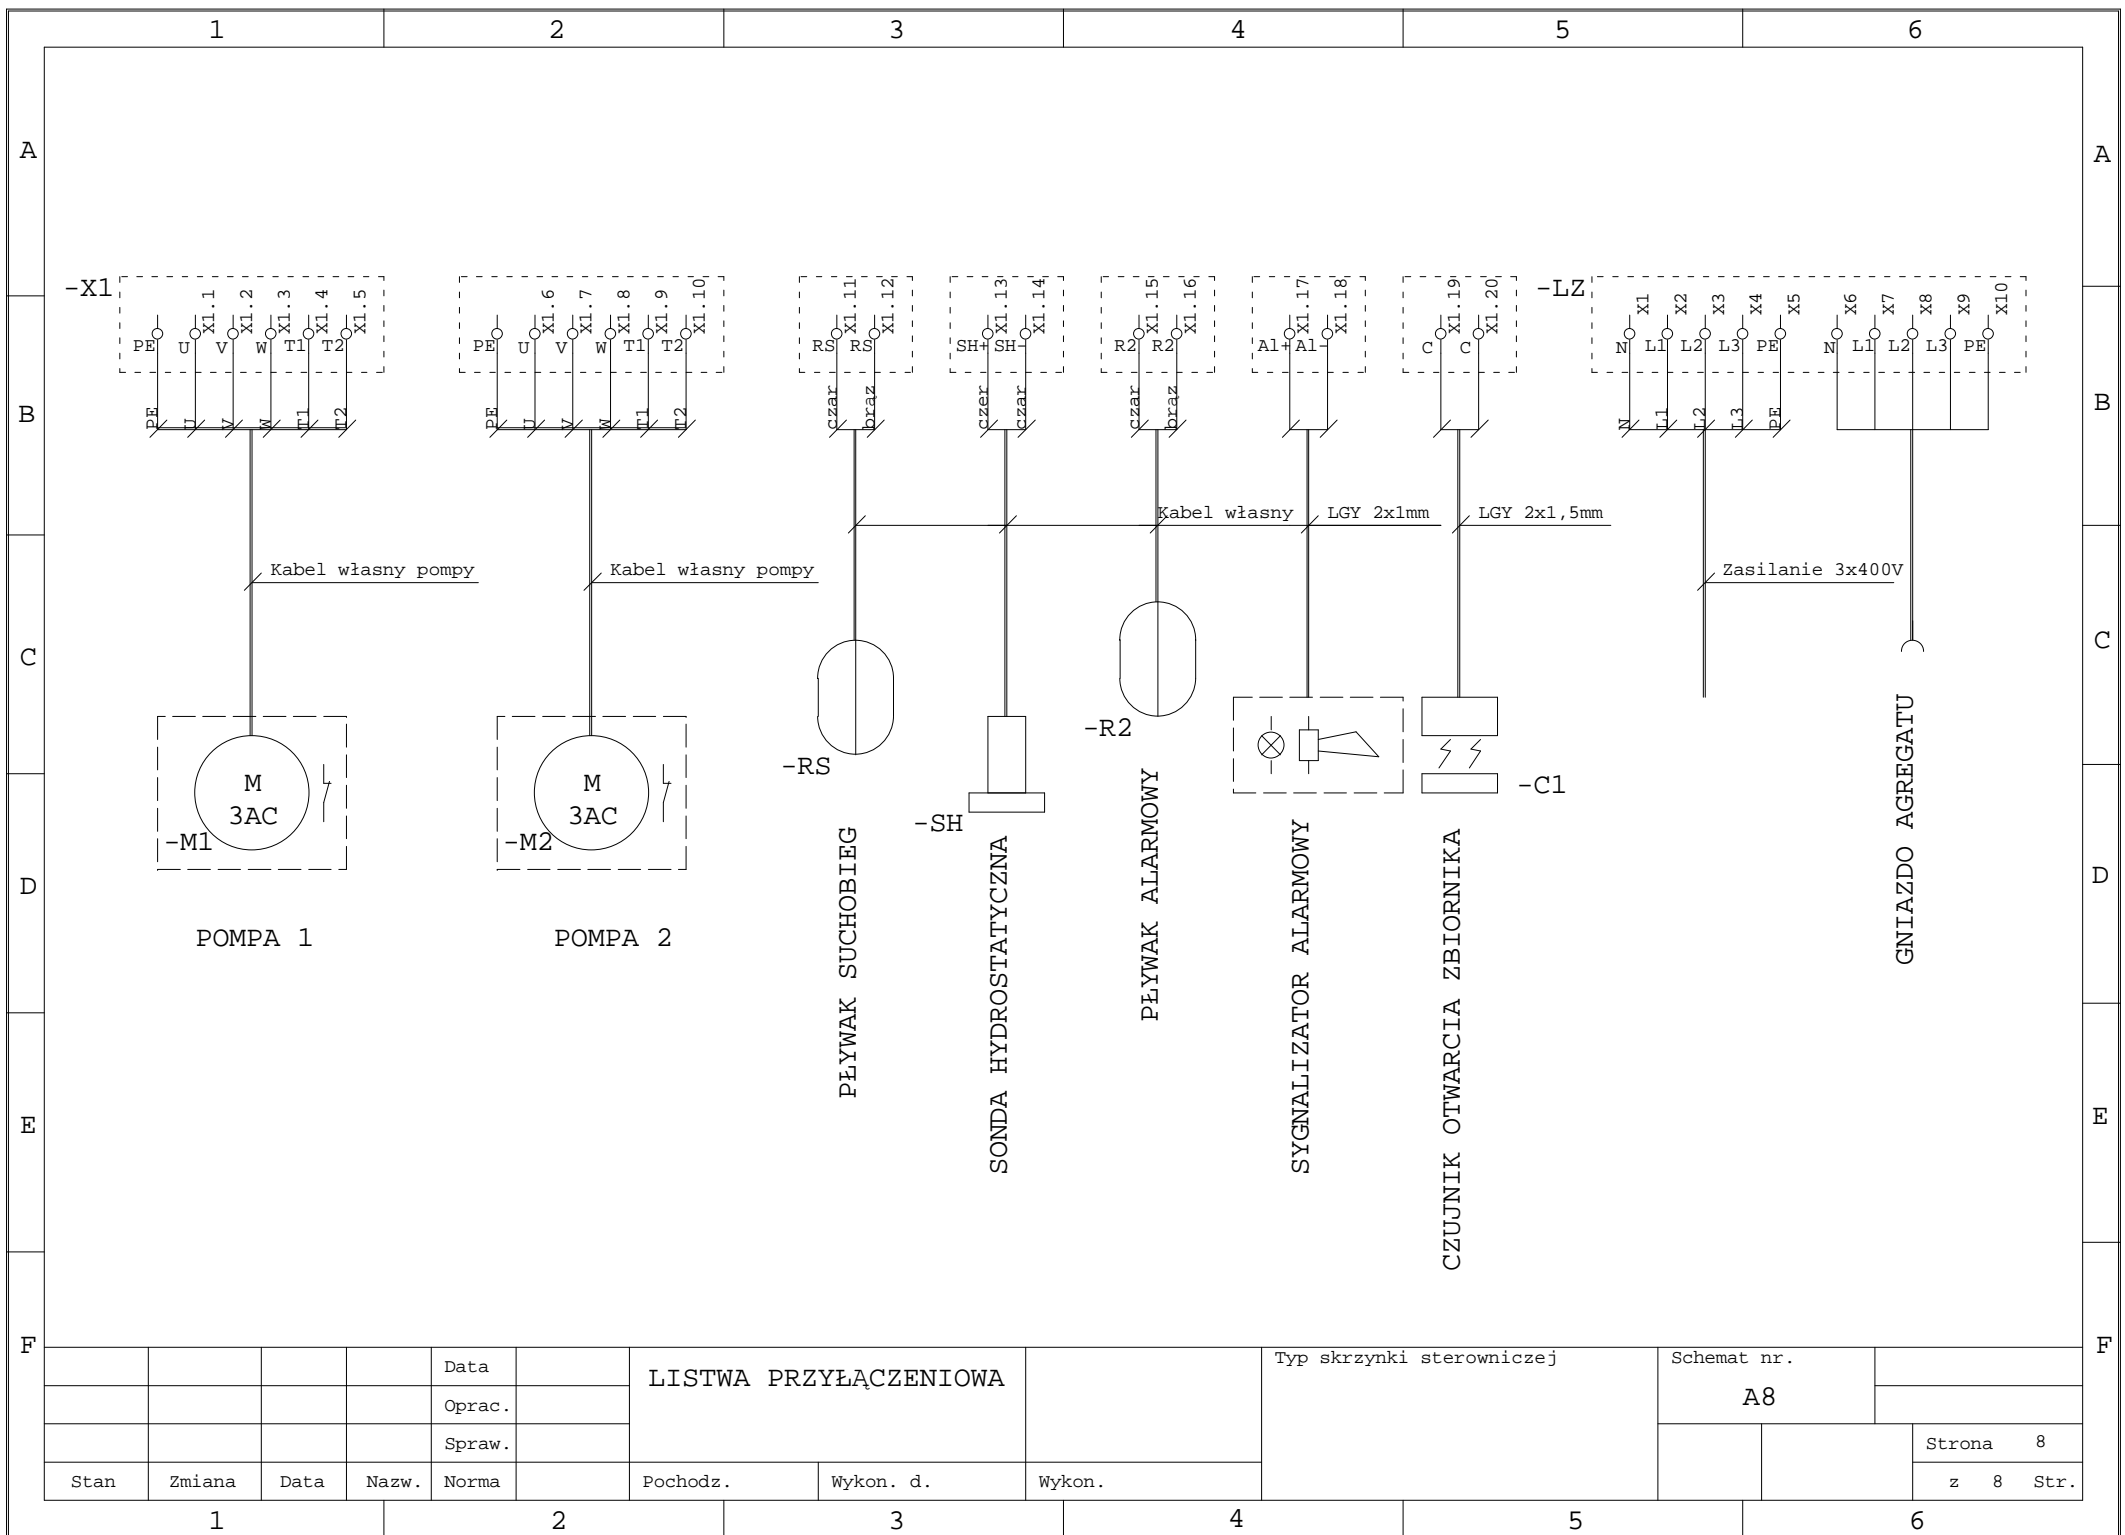 1 2 3 4 5 6
A A
-X1 X1.1 X1.2 X1.3 X1.4 X1.5
PE U V W T1 T2
PE U V W T1 T2
X1.6 X1.7 X1.8 X1.9 X1.10
PE U V W T1 T2
PE U V W T1 T2
X1.11 X1.12
RS RS
czar brąz
X1.13 X1.14
SH+ SH-
czer czar
X1.15 X1.16
R2 R2
czar brąz
X1.17 X1.18
Al+ Al-
X1.19 X1.20
C C
-LZ X1 X2 X3 X4 X5 X6 X7 X8 X9 X10
N L1 L2 L3 PE N L1 L2 L3 PE
N L1 L2 L3 PE
B B
Kabel własny LGY 2x1mm LGY 2x1,5mm
Kabel własny pompy Kabel własny pompy Zasilanie 3x400V
C C
M
3AC
-M1
POMPA 1
M
3AC
-M2
POMPA 2
-RS
PŁYWAK SUCHOBIEG
-SH
SONDA HYDROSTATYCZNA
-R2
PŁYWAK ALARMOWY
SYGNALIZATOR ALARMOWY
-C1
CZUJNIK OTWARCIA ZBIORNIKA
GNIAZDO AGREGATU
D D
E E
F F
Data LISTWA PRZYŁĄCZENIOWA Typ skrzynki sterowniczej Schemat nr.
A8
Oprac.
Spraw. Strona 8
Stan Zmiana Data Nazw. Norma Pochodz. Wykon. d. Wykon. z 8 Str.
1 2 3 4 5 6